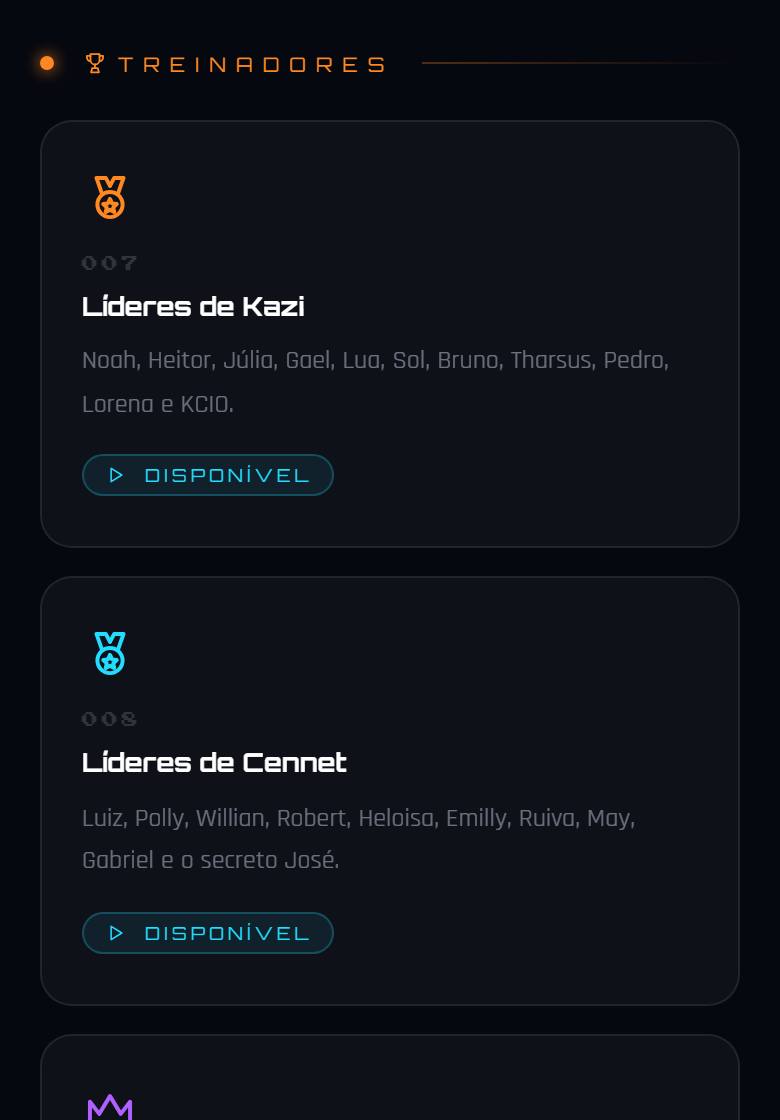 TREINADORES
007
Líderes de Kazi
Noah, Heitor, Júlia, Gael, Lua, Sol, Bruno, Tharsus, Pedro,
Lorena e KCIO.
DISPONÍVEL
008
Líderes de Cennet
Luiz, Polly, Willian, Robert, Heloisa, Emilly, Ruiva, May,
Gabriel e o secreto José.
DISPONÍVEL